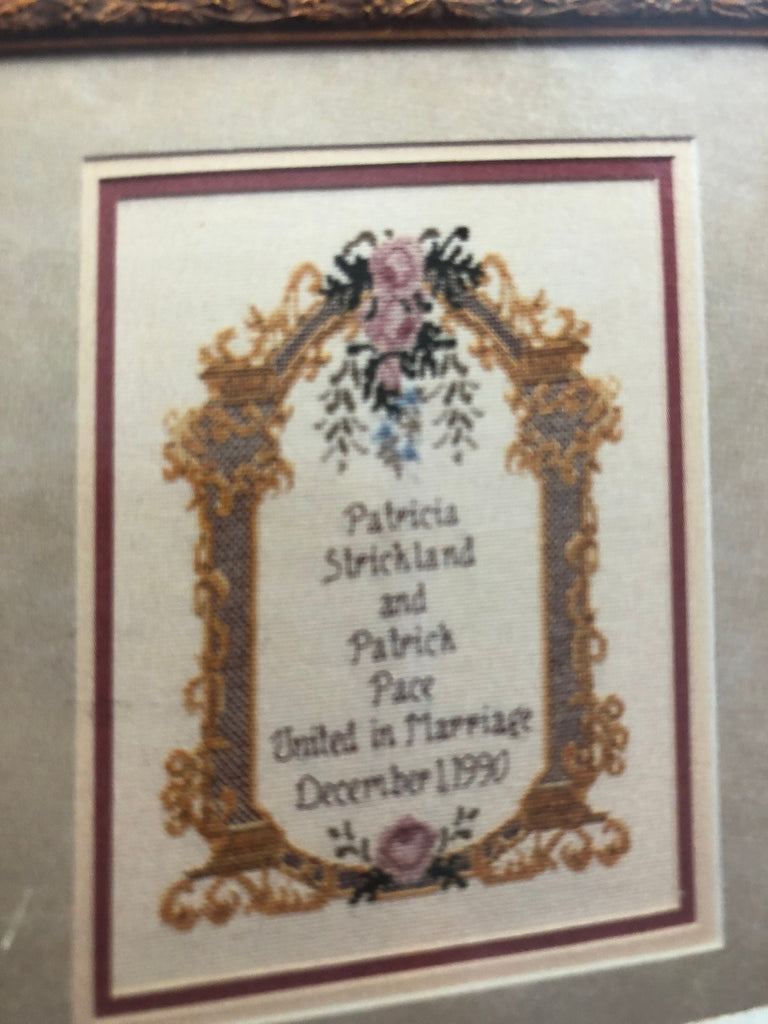 Patricia
Strickland
and
Patrick
Pace
United in Marriage
December 1, 1990